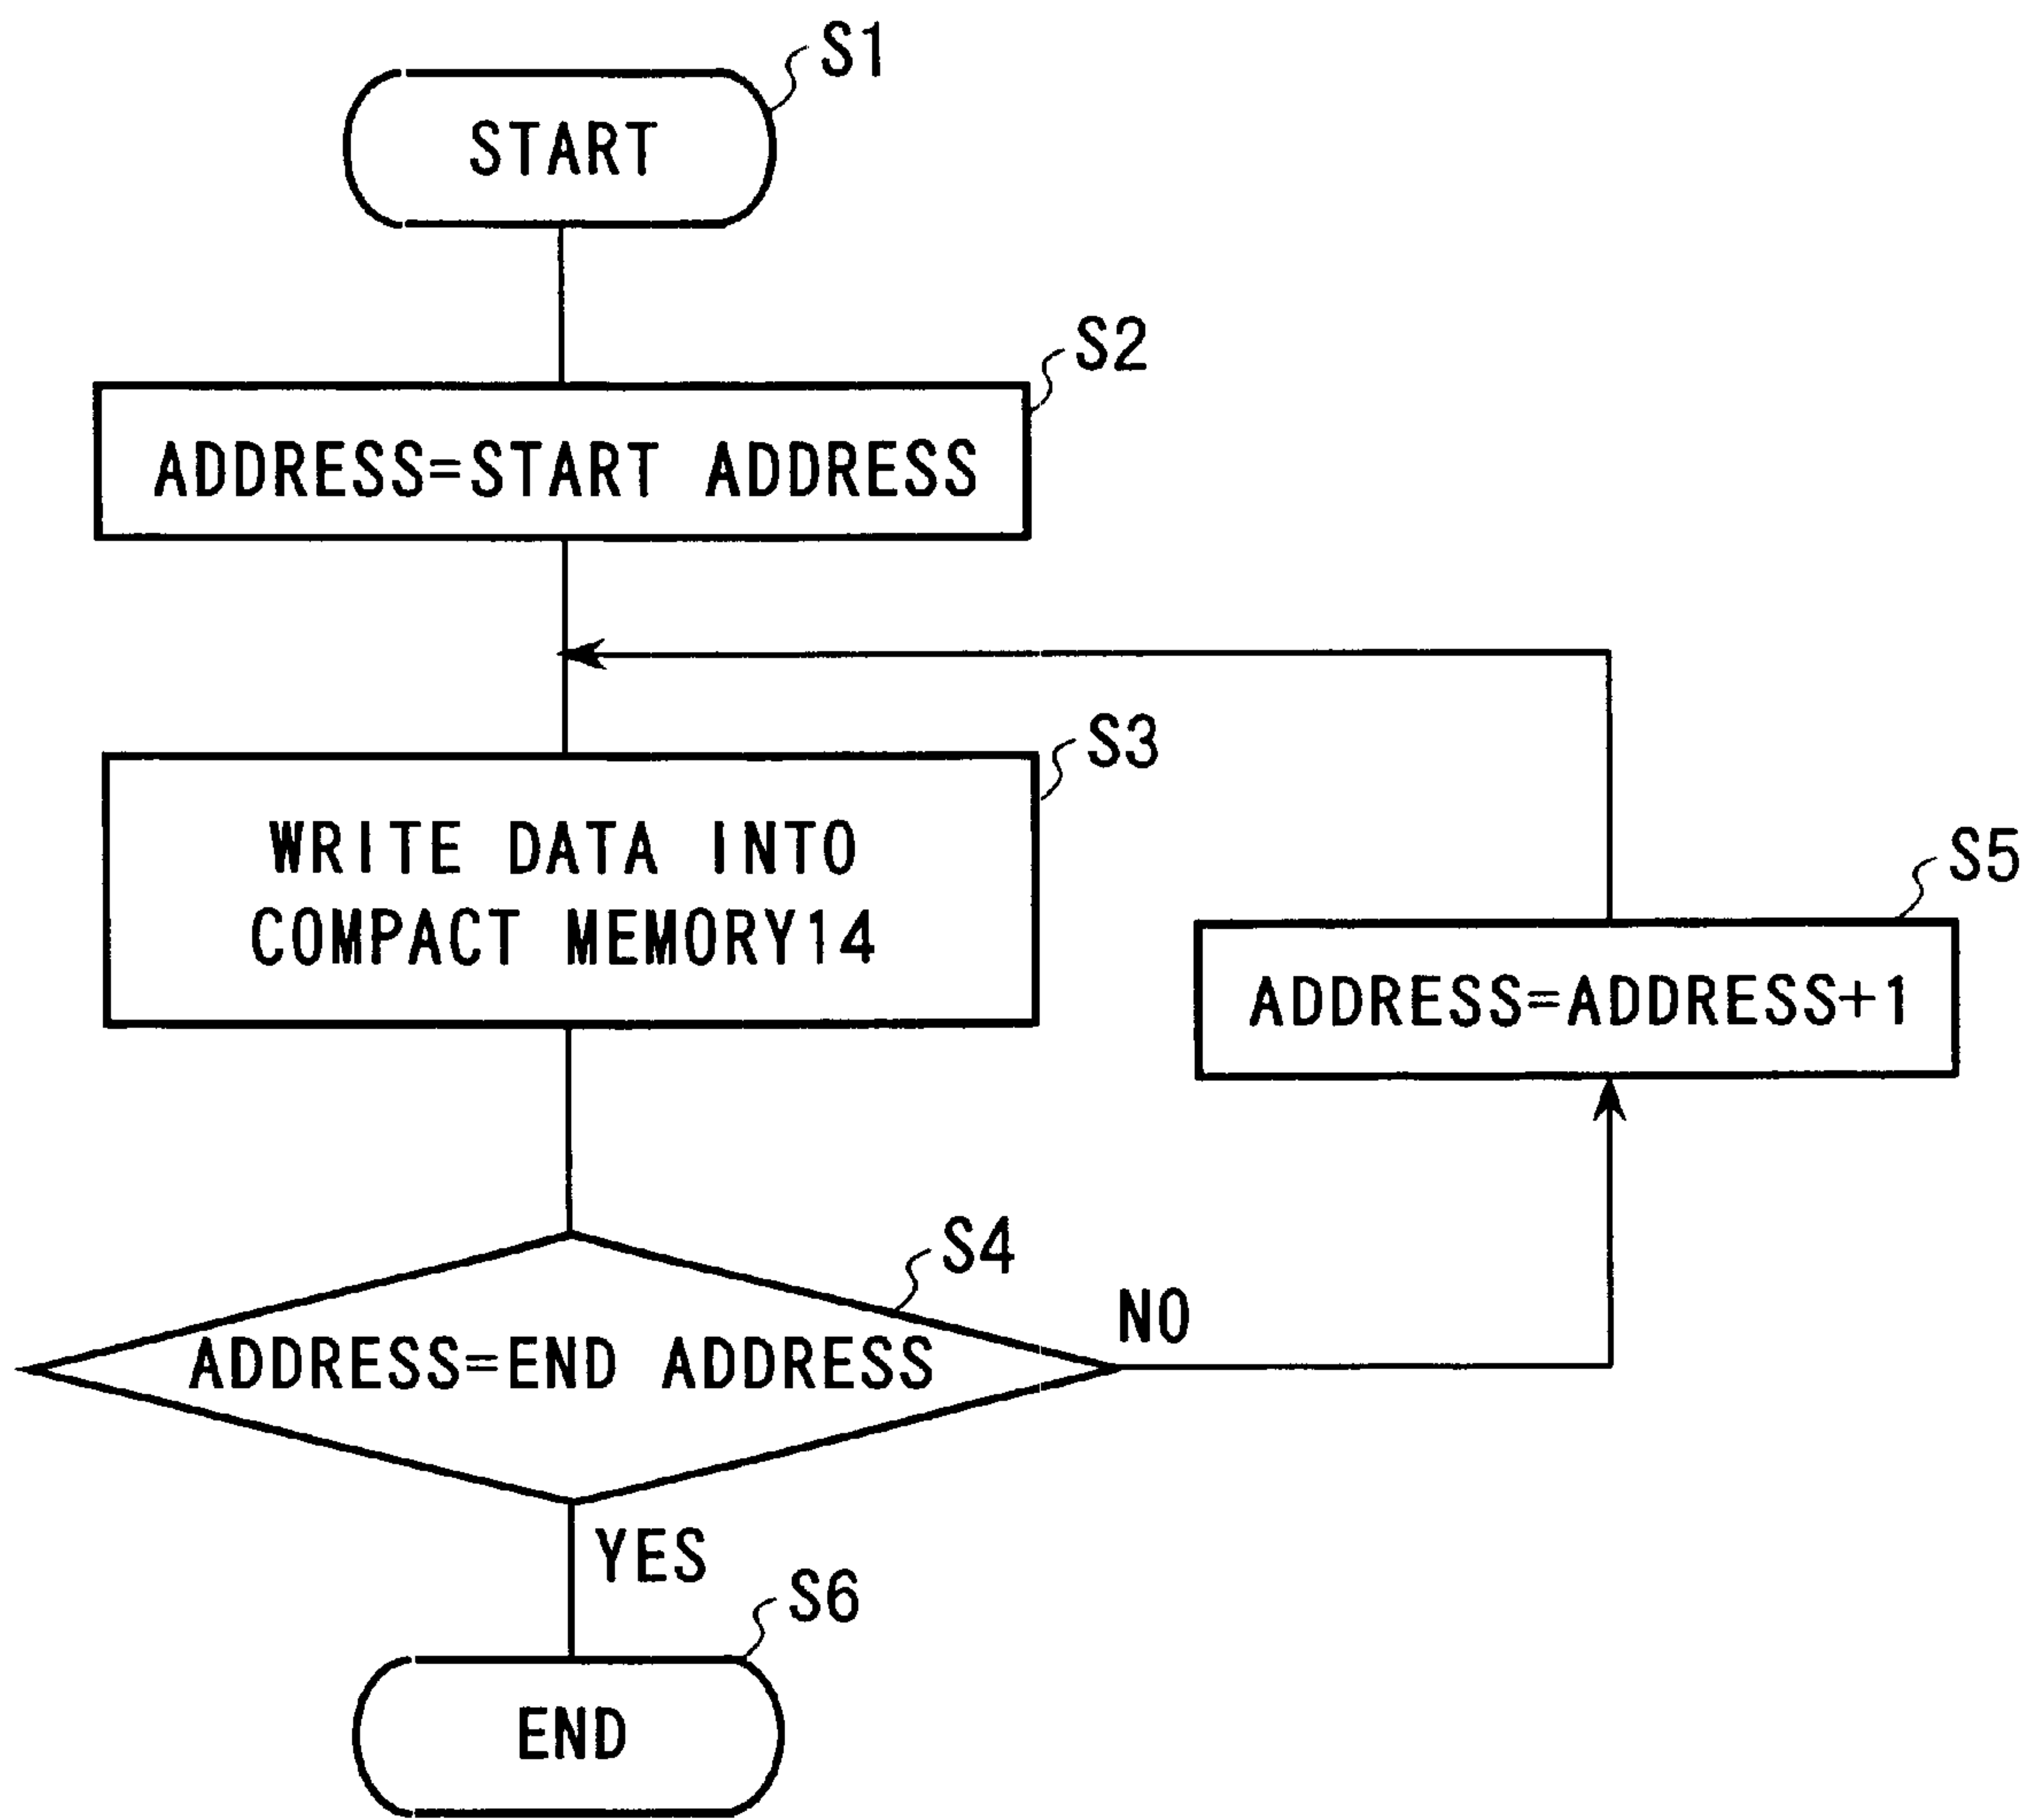 S1
START
S2
ADDRESS=START ADDRESS
S3
WRITE DATA INTO
COMPACT MEMORY14
S5
ADDRESS=ADDRESS+1
S4
ADDRESS=END ADDRESS
NO
YES
S6
END